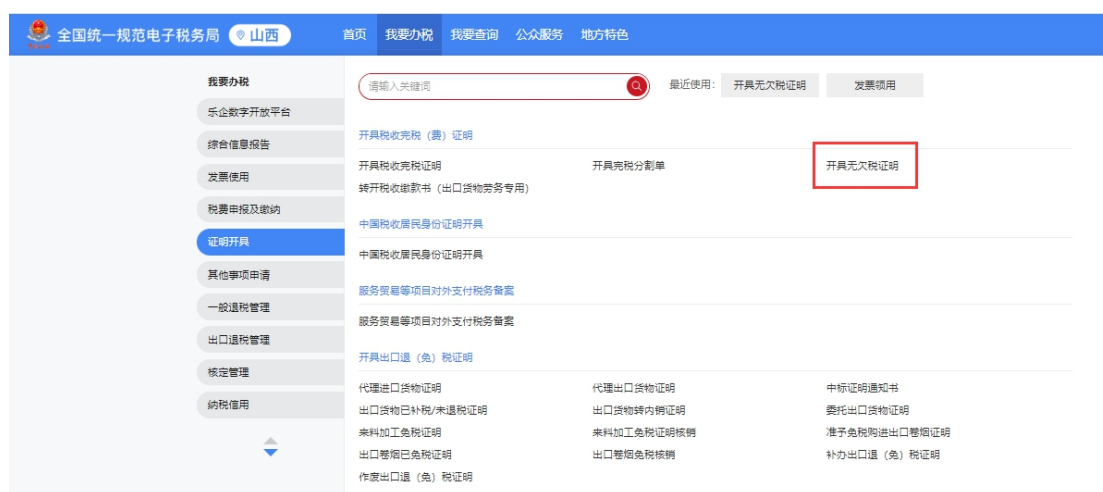 全国统一规范电子税务局 山西 首页 我要办税 我要查询 公众服务 地方特色
我要办税
乐企数字开放平台
综合信息报告
发票使用
税费申报及缴纳
证明开具
其他事项申请
一般退税管理
出口退税管理
核定管理
纳税信用
请输入关键词 最近使用: 开具无欠税证明 发票领用
开具税收完税（费）证明
开具税收完税证明 开具完税分割单 开具无欠税证明
转开税收缴款书（出口货物劳务专用）
中国税收居民身份证明开具
中国税收居民身份证明开具
服务贸易等项目对外支付税务备案
服务贸易等项目对外支付税务备案
开具出口退（免）税证明
代理进口货物证明 代理出口货物证明 中标证明通知书
出口货物已补税/未退税证明 出口货物转内销证明 委托出口货物证明
来料加工免税证明 来料加工免税证明核销 准予免税购进出口卷烟证明
出口卷烟已免税证明 出口卷烟免税核销 补办出口退（免）税证明
作废出口退（免）税证明